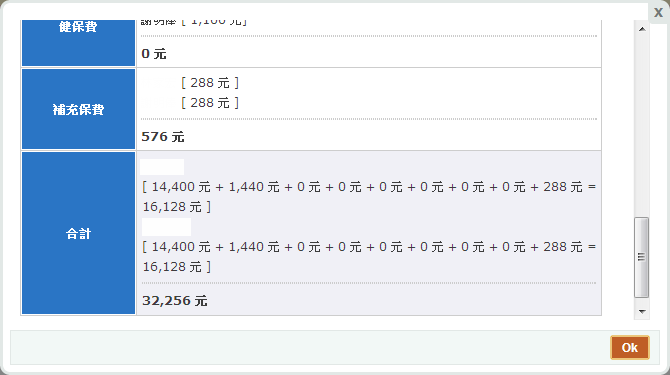 x
健保費
[ 1,100 元]
0 元
補充保費
[ 288 元 ]
[ 288 元 ]
576 元
合計
[ 14,400 元 + 1,440 元 + 0 元 + 0 元 + 0 元 + 0 元 + 0 元 + 0 元 + 288 元 =
16,128 元 ]
[ 14,400 元 + 1,440 元 + 0 元 + 0 元 + 0 元 + 0 元 + 0 元 + 0 元 + 288 元 =
16,128 元 ]
32,256 元
Ok